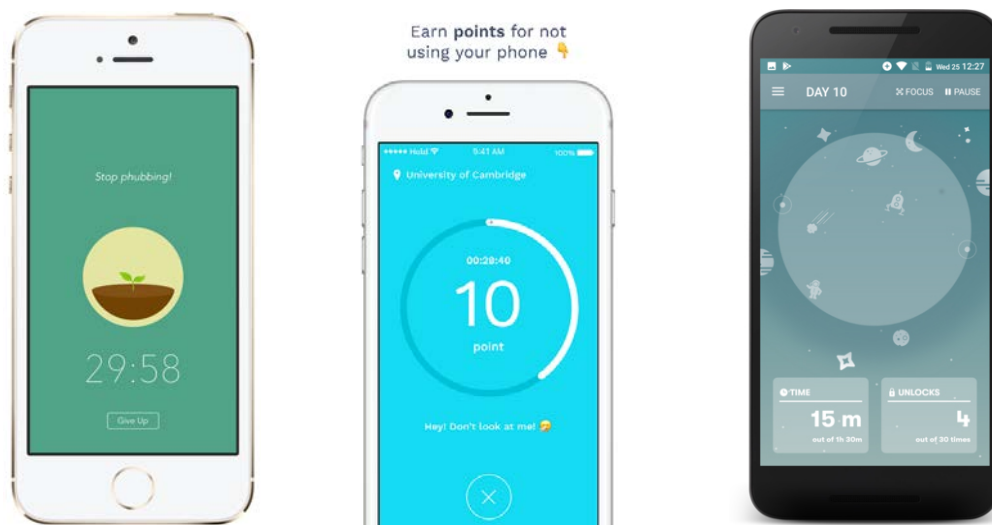 Stop phubbing!
29:58
Give Up
Earn points for not
using your phone 👇
Hold
9:41 AM
100%
University of Cambridge
00:28:40
10
point
Hey! Don't look at me! 🫣
Wed 25 12:27
DAY 10
FOCUS
PAUSE
TIME
15 m
out of 1h 30m
UNLOCKS
4
out of 30 times